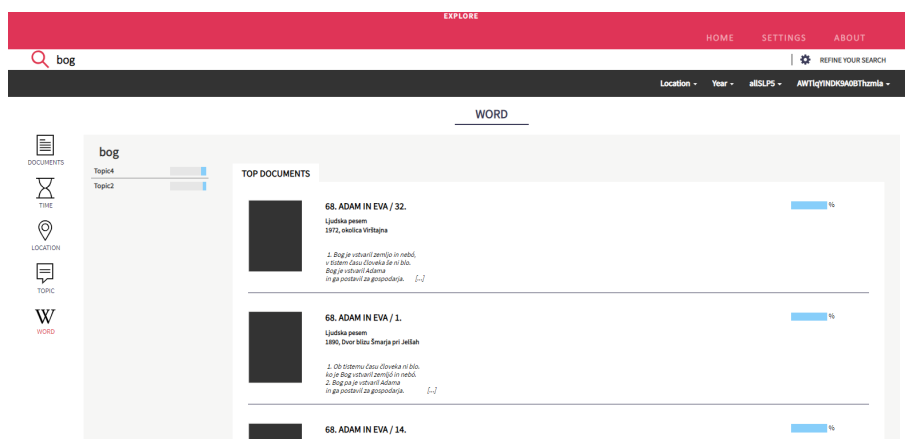 EXPLORE
HOME SETTINGS ABOUT
bog
REFINE YOUR SEARCH
Location Year allSLP5 AWTlqYINDK9A0BThzmla
WORD
DOCUMENTS
TIME
LOCATION
TOPIC
W
WORD
bog
Topic4
Topic2
TOP DOCUMENTS
68. ADAM IN EVA / 32.
%
Ljudska pesem
1972, okolica Virštajna
1. Bog je vstvaril zemljo in nebó,
v tistem času človeka še ni blo.
Bog je vstvaril Adama
in ga postavil za gospodarja. [...]
68. ADAM IN EVA / 1.
%
Ljudska pesem
1890, Dvor blizu Šmarja pri Jelšah
1. Ob tistemu času človeka ni blo.
ko je Bog vstvaril zemljó in nebó.
2. Bog pa je vstvaril Adama
in ga postavil za gospodarja. [...]
68. ADAM IN EVA / 14.
%